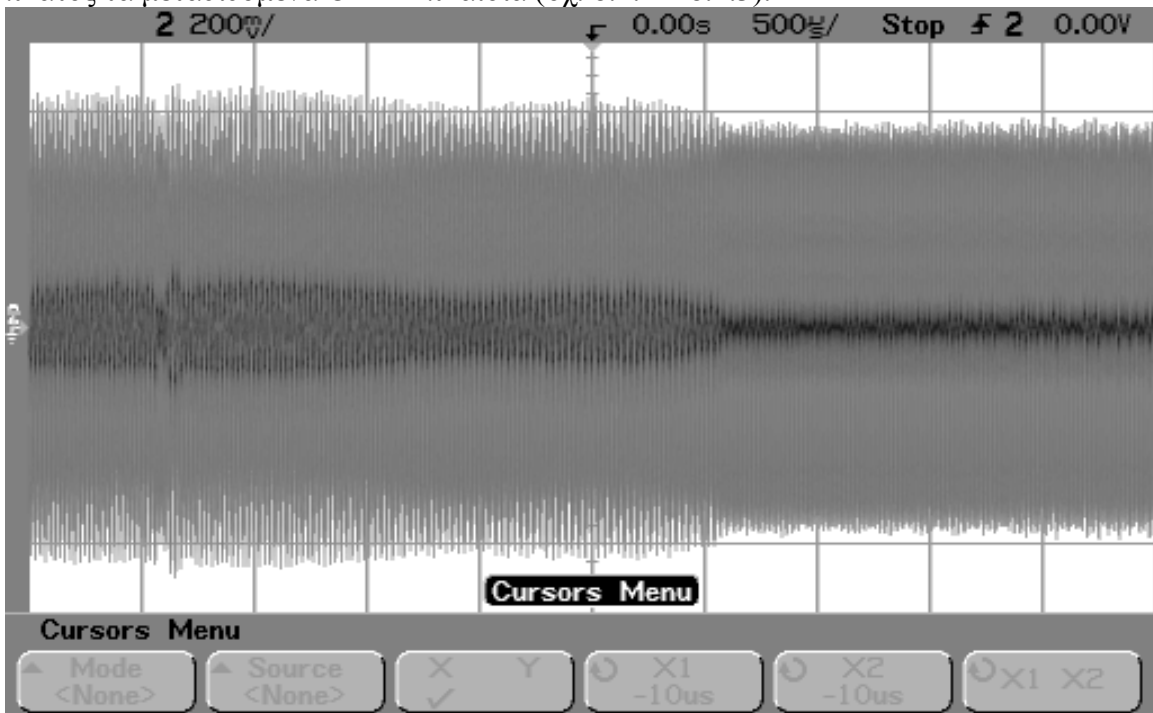 2 200mV/ 0.00s 500us/ Stop 2 0.00V
2
Cursors Menu
Cursors Menu
Mode Source X Y X1 X2 X1 X2
<None> <None> ✓ -10us -10us